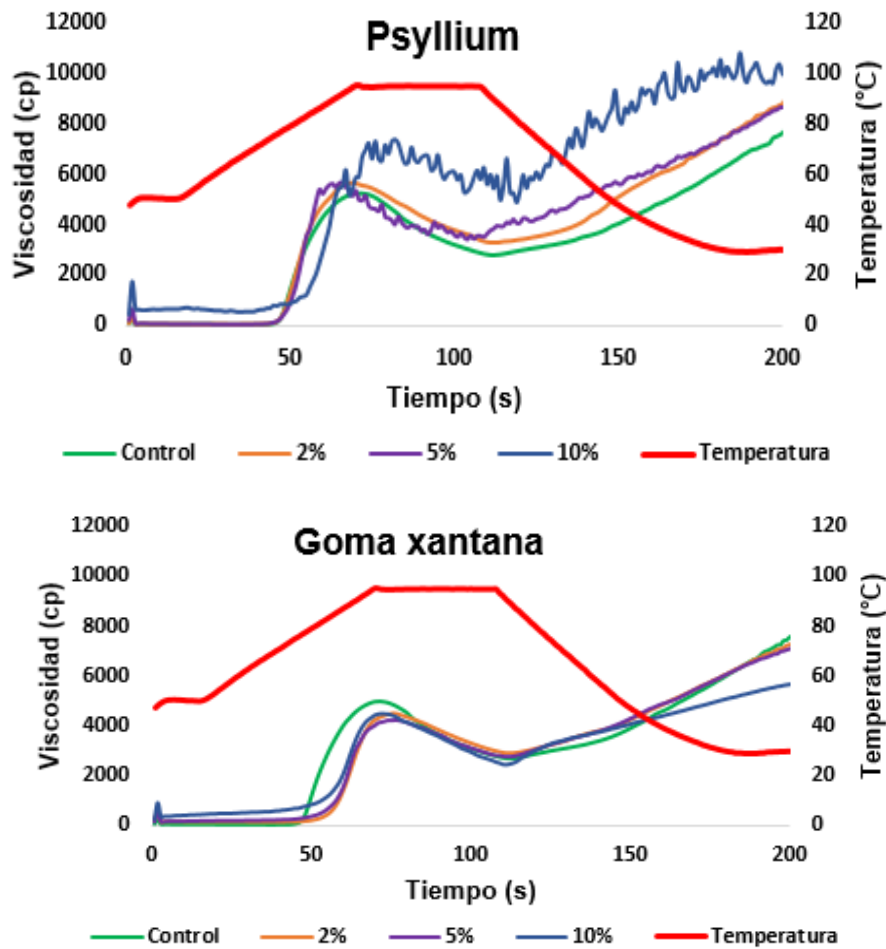 Psyllium
Viscosidad (cp)
12000
10000
8000
6000
4000
2000
0
Temperatura (°C)
120
100
80
60
40
20
0
0 50 100 150 200
Tiempo (s)
Control 2% 5% 10% Temperatura
Goma xantana
Viscosidad (cp)
12000
10000
8000
6000
4000
2000
0
Temperatura (°C)
120
100
80
60
40
20
0
0 50 100 150 200
Tiempo (s)
Control 2% 5% 10% Temperatura